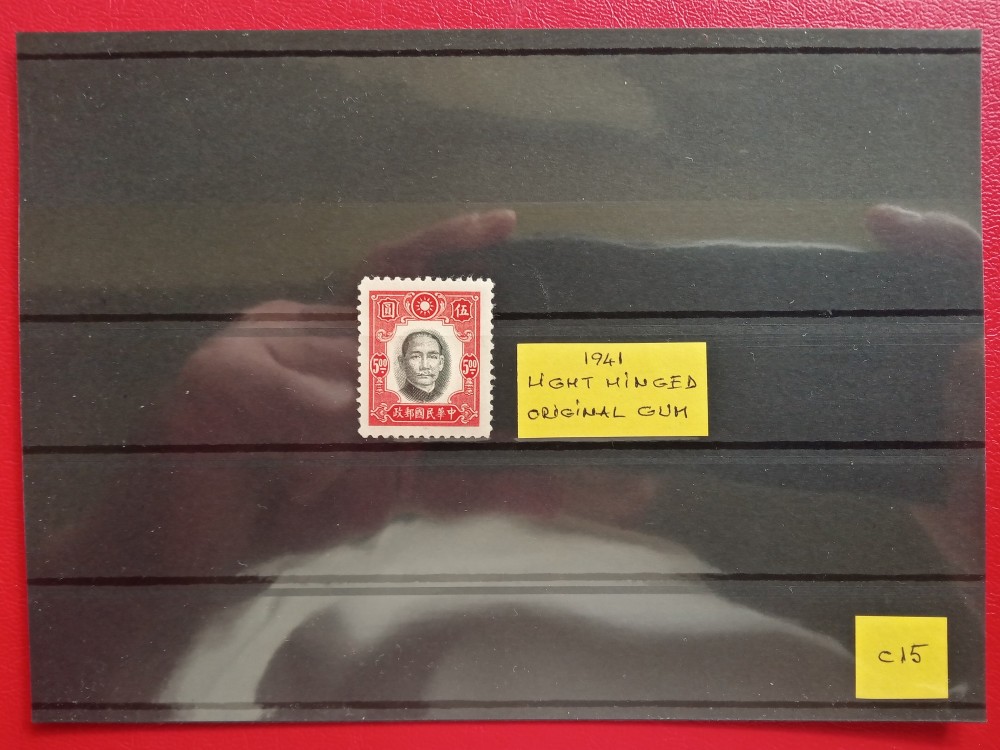 圓 伍
5.00 5.00
政郵國民華中
1941
LIGHT HINGED
ORIGINAL GUM
C15